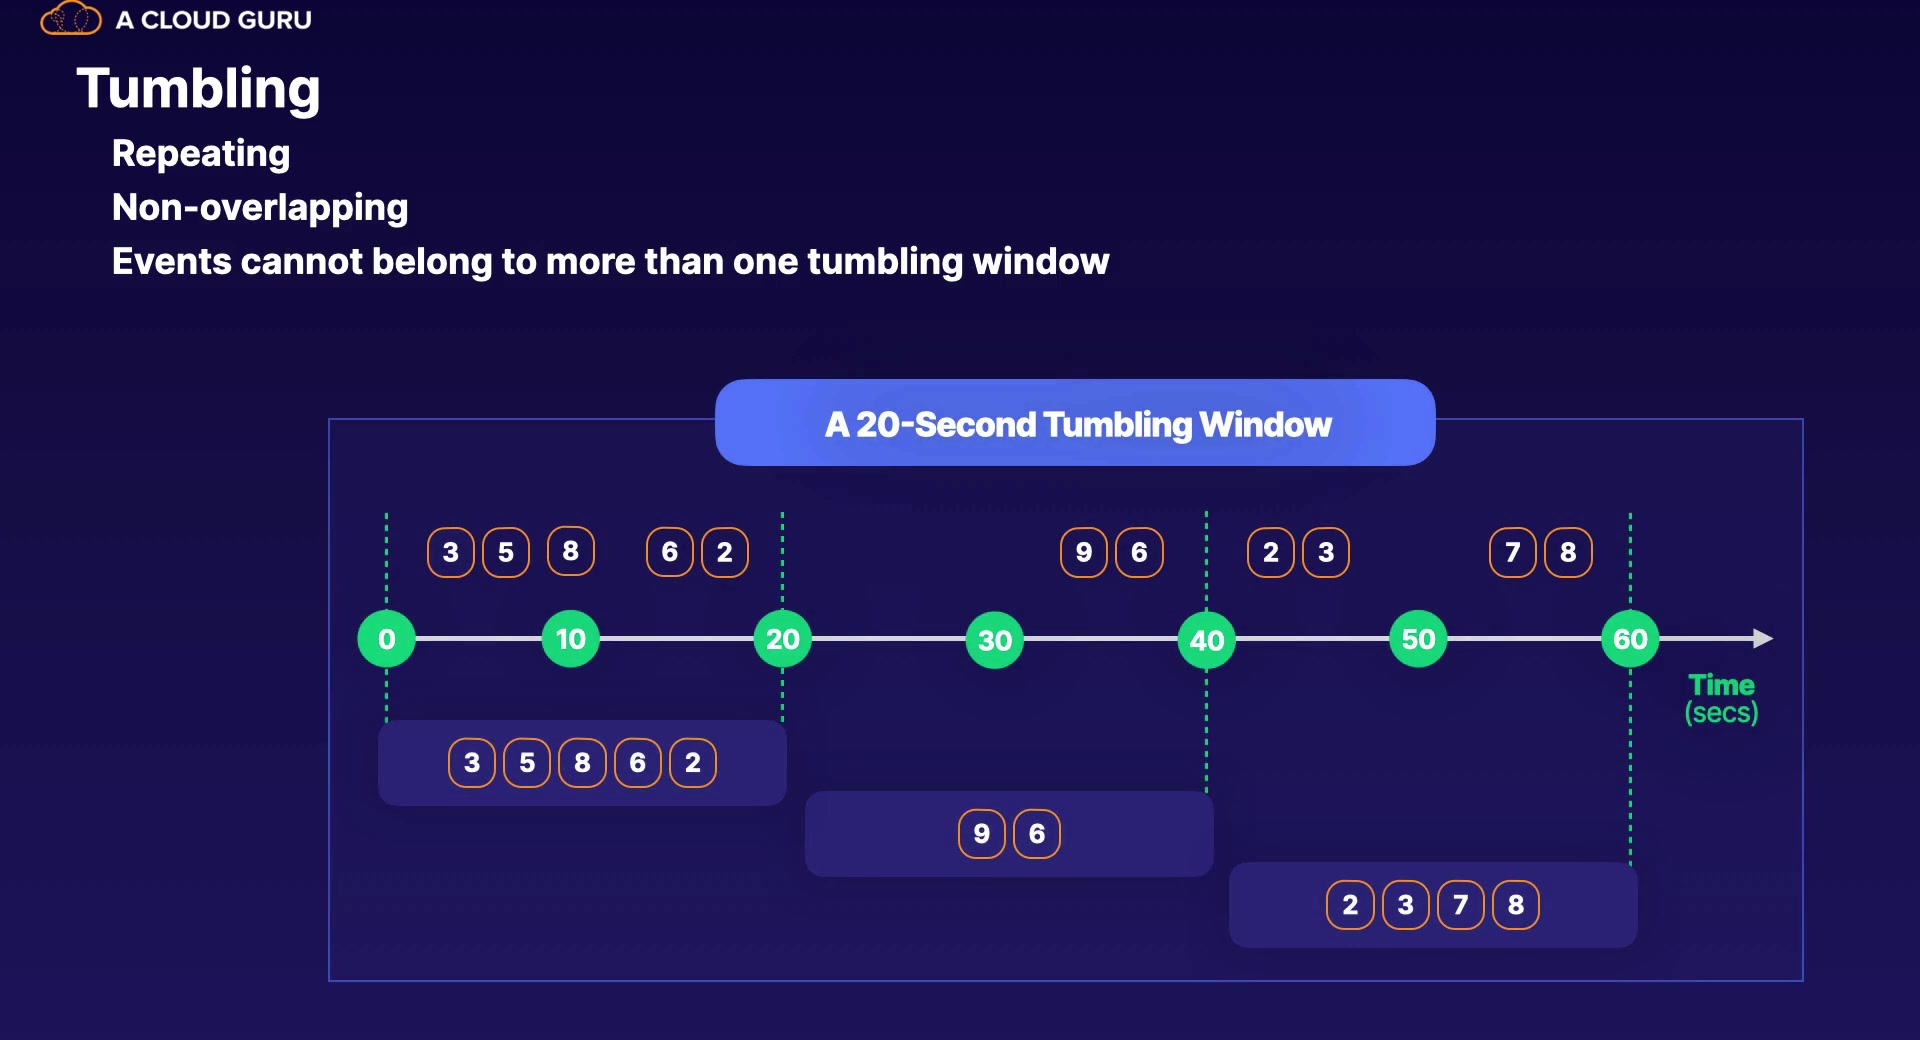 A CLOUD GURU
Tumbling
Repeating
Non-overlapping
Events cannot belong to more than one tumbling window
A 20-Second Tumbling Window
3 5 8 6 2 9 6 2 3 7 8
0 10 20 30 40 50 60
Time
(secs)
3 5 8 6 2
9 6
2 3 7 8